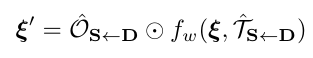 𝝃′ = 𝒪̂_{𝐒←𝐃} ⊙ f_w(𝝃, 𝒯̂_{𝐒←𝐃})